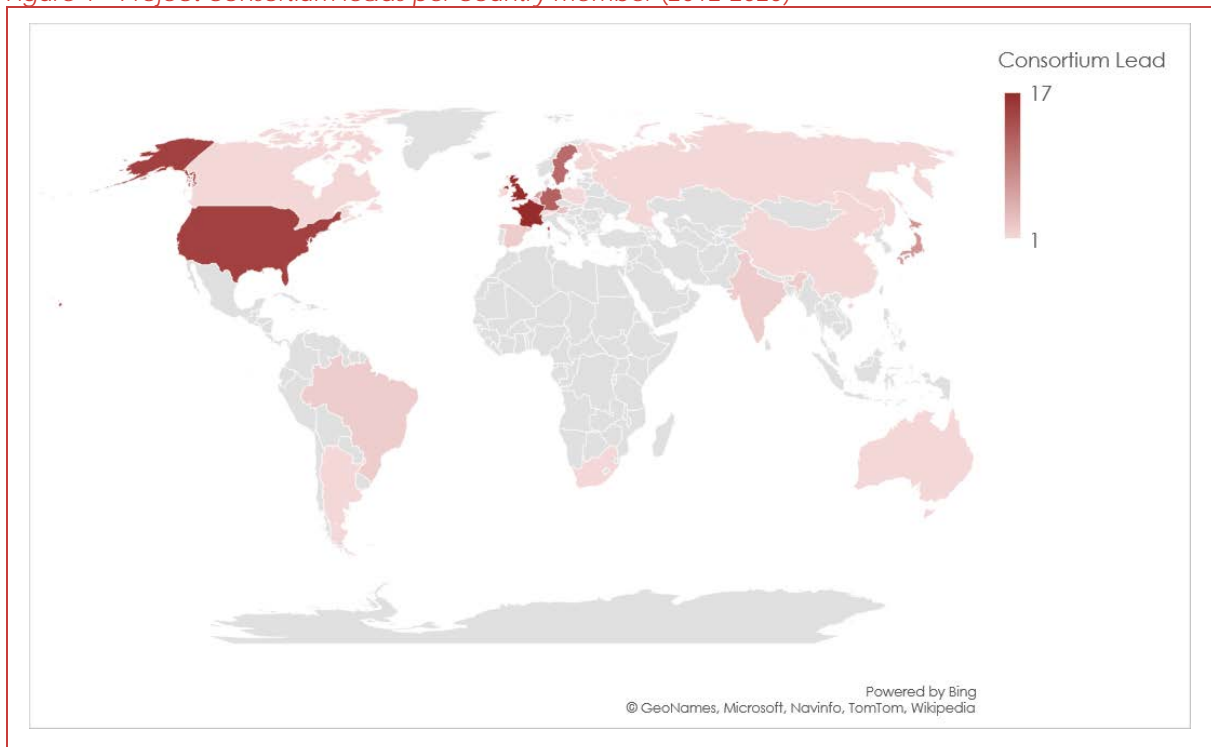 Consortium Lead
17
1
Powered by Bing
© GeoNames, Microsoft, Navinfo, TomTom, Wikipedia